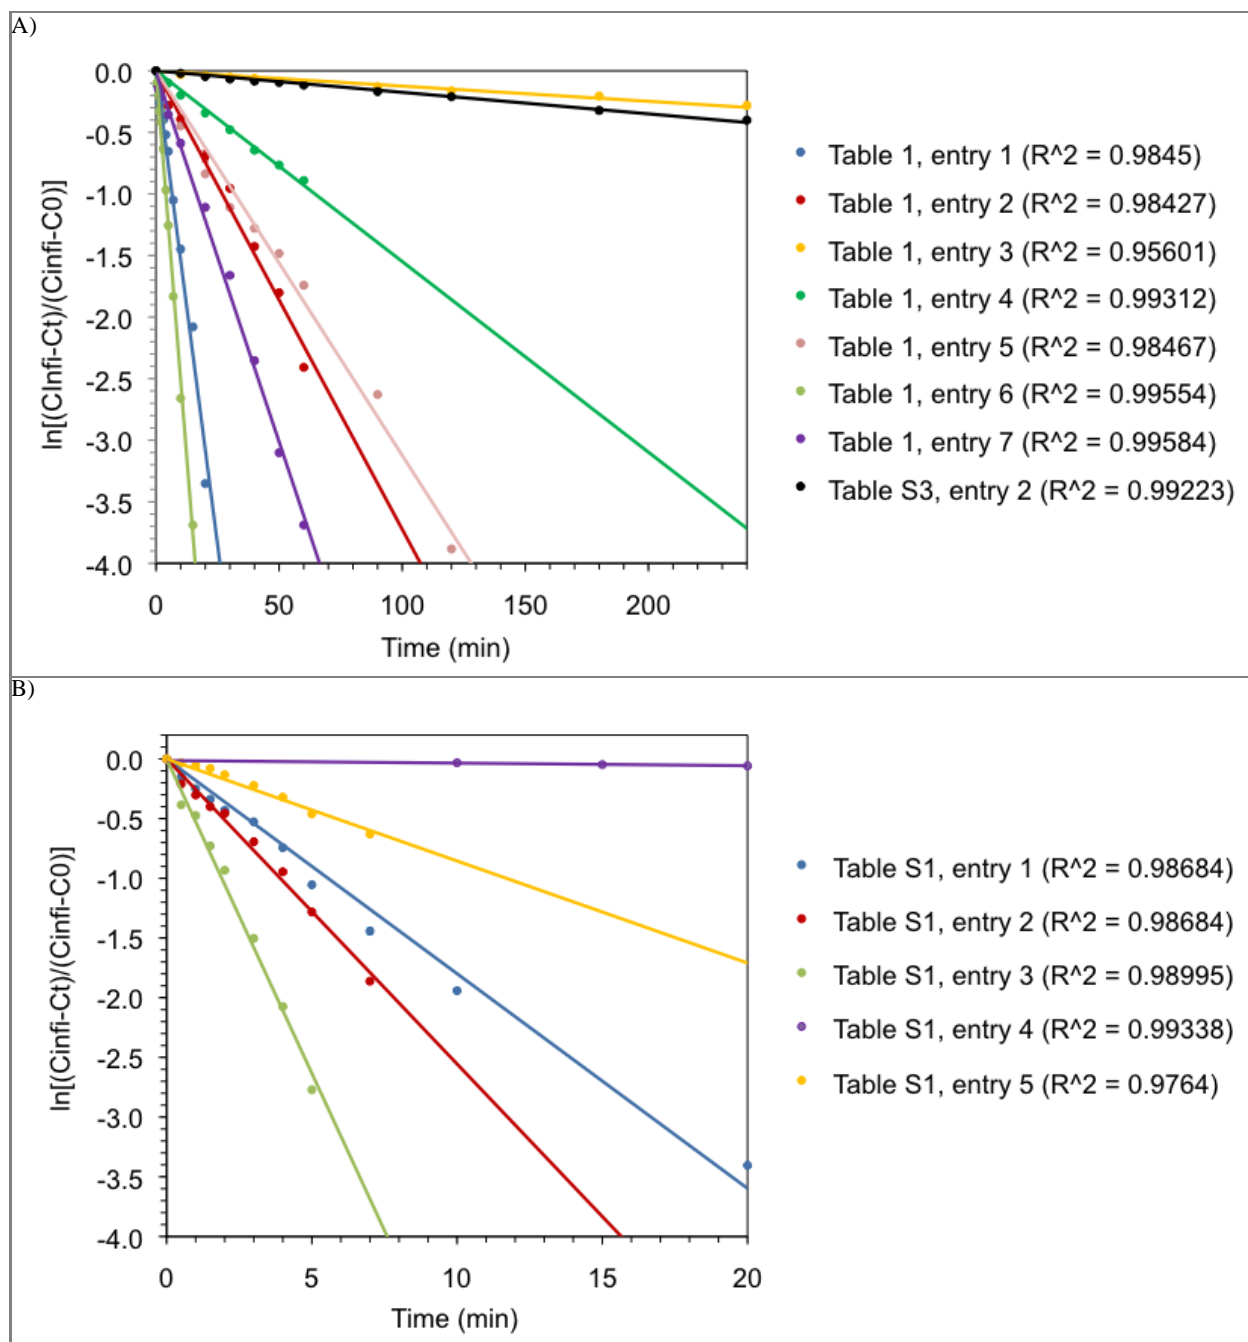 A)
ln[(CInfi-Ct)/(Cinfi-C0)]
0.0
-0.5
-1.0
-1.5
-2.0
-2.5
-3.0
-3.5
-4.0
0 50 100 150 200
Time (min)
Table 1, entry 1 (R^2 = 0.9845)
Table 1, entry 2 (R^2 = 0.98427)
Table 1, entry 3 (R^2 = 0.95601)
Table 1, entry 4 (R^2 = 0.99312)
Table 1, entry 5 (R^2 = 0.98467)
Table 1, entry 6 (R^2 = 0.99554)
Table 1, entry 7 (R^2 = 0.99584)
Table S3, entry 2 (R^2 = 0.99223)
B)
ln[(Cinfi-Ct)/(Cinfi-C0)]
0.0
-0.5
-1.0
-1.5
-2.0
-2.5
-3.0
-3.5
-4.0
0 5 10 15 20
Time (min)
Table S1, entry 1 (R^2 = 0.98684)
Table S1, entry 2 (R^2 = 0.98684)
Table S1, entry 3 (R^2 = 0.98995)
Table S1, entry 4 (R^2 = 0.99338)
Table S1, entry 5 (R^2 = 0.9764)